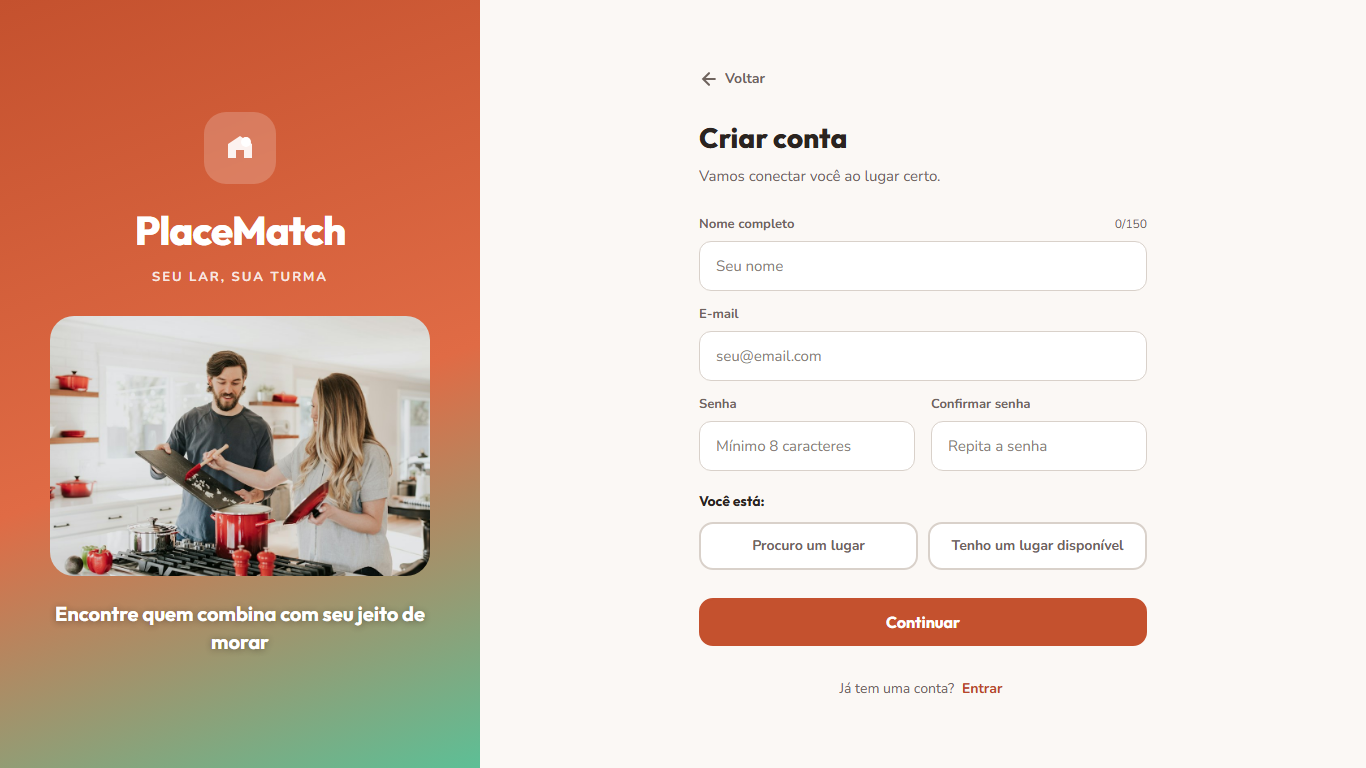 PlaceMatch
SEU LAR, SUA TURMA
Encontre quem combina com seu jeito de
morar
Voltar
Criar conta
Vamos conectar você ao lugar certo.
Nome completo 0/150
Seu nome
E-mail
seu@email.com
Senha Confirmar senha
Mínimo 8 caracteres Repita a senha
Você está:
Procuro um lugar Tenho um lugar disponível
Continuar
Já tem uma conta? Entrar